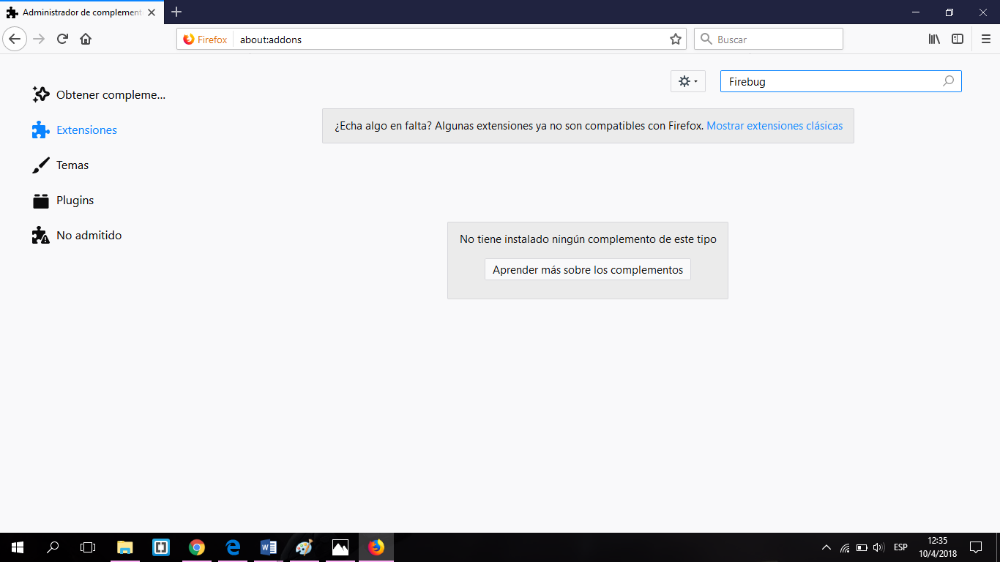 Administrador de complement
Firefox
about:addons
Buscar
Firebug
Obtener compleme...
Extensiones
Temas
Plugins
No admitido
¿Echa algo en falta? Algunas extensiones ya no son compatibles con Firefox. Mostrar extensiones clásicas
No tiene instalado ningún complemento de este tipo
Aprender más sobre los complementos
ESP
12:35
10/4/2018